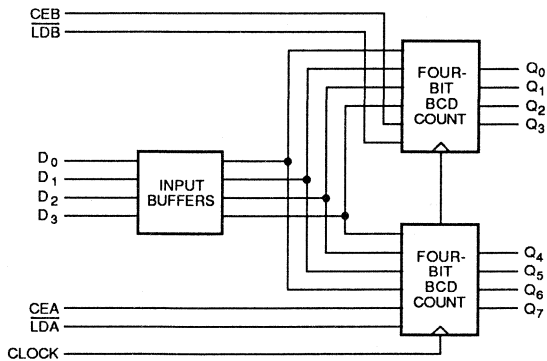 CEB
LDB
FOUR-
BIT
BCD
COUNT
Q0
Q1
Q2
Q3
D0
D1
D2
D3
INPUT
BUFFERS
FOUR-
BIT
BCD
COUNT
Q4
Q5
Q6
Q7
CEA
LDA
CLOCK